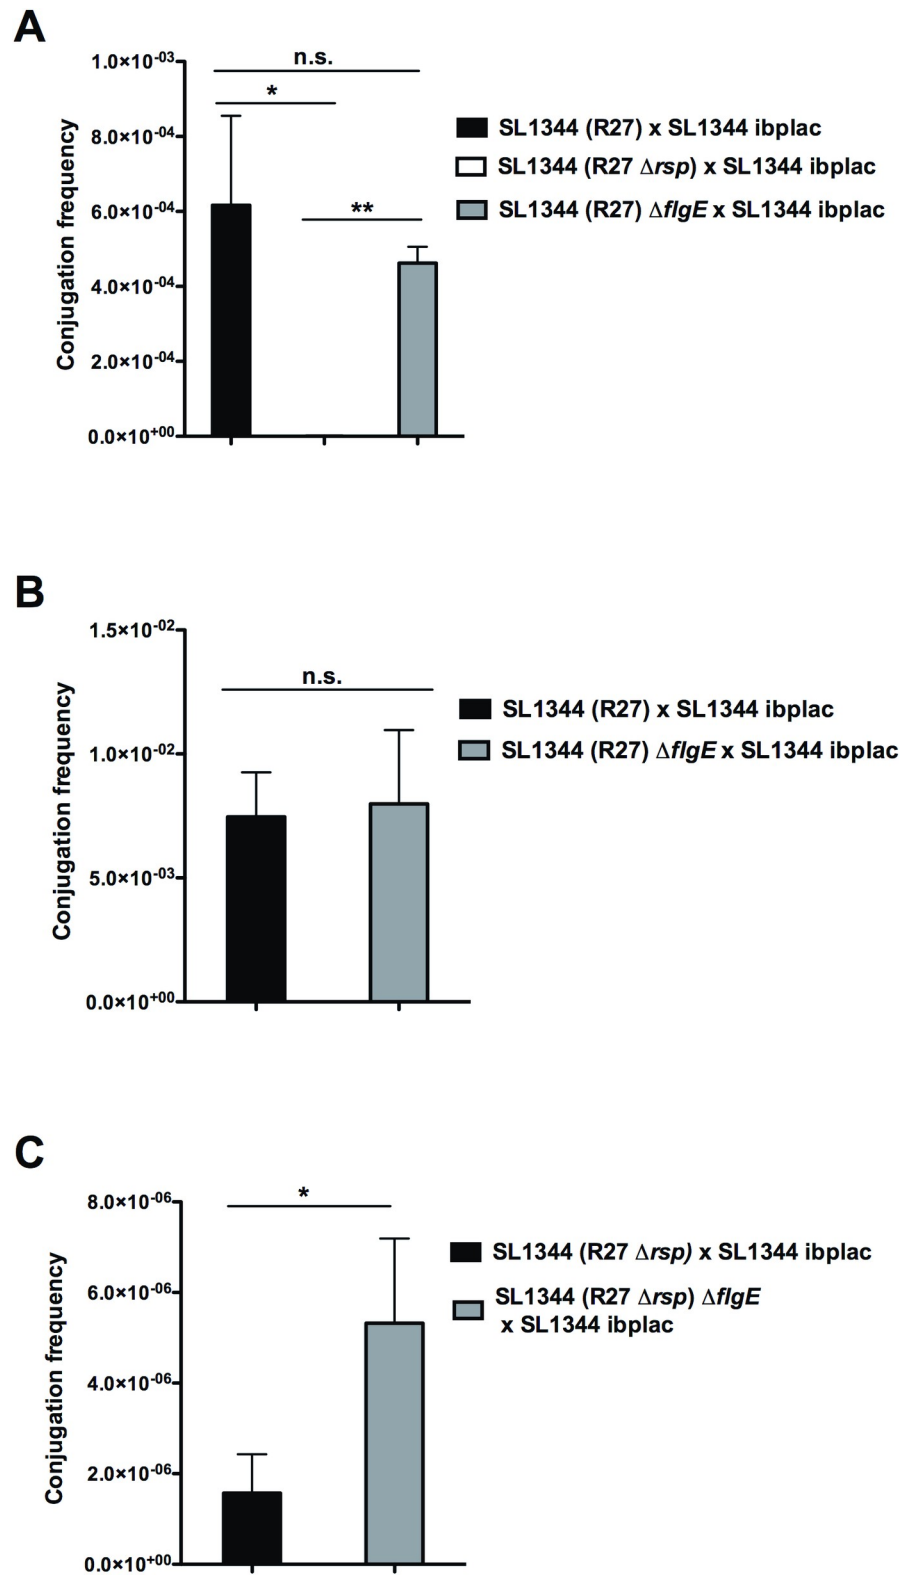 A
Conjugation frequency
1.0×10-03
8.0×10-04
6.0×10-04
4.0×10-04
2.0×10-04
0.0×10+00
n.s.
*
**
SL1344 (R27) x SL1344 ibplac
SL1344 (R27 Δrsp) x SL1344 ibplac
SL1344 (R27) ΔflgE x SL1344 ibplac
B
Conjugation frequency
1.5×10-02
1.0×10-02
5.0×10-03
0.0×10+00
n.s.
SL1344 (R27) x SL1344 ibplac
SL1344 (R27) ΔflgE x SL1344 ibplac
C
Conjugation frequency
8.0×10-06
6.0×10-06
4.0×10-06
2.0×10-06
0.0×10+00
*
SL1344 (R27 Δrsp) x SL1344 ibplac
SL1344 (R27 Δrsp) ΔflgE
x SL1344 ibplac